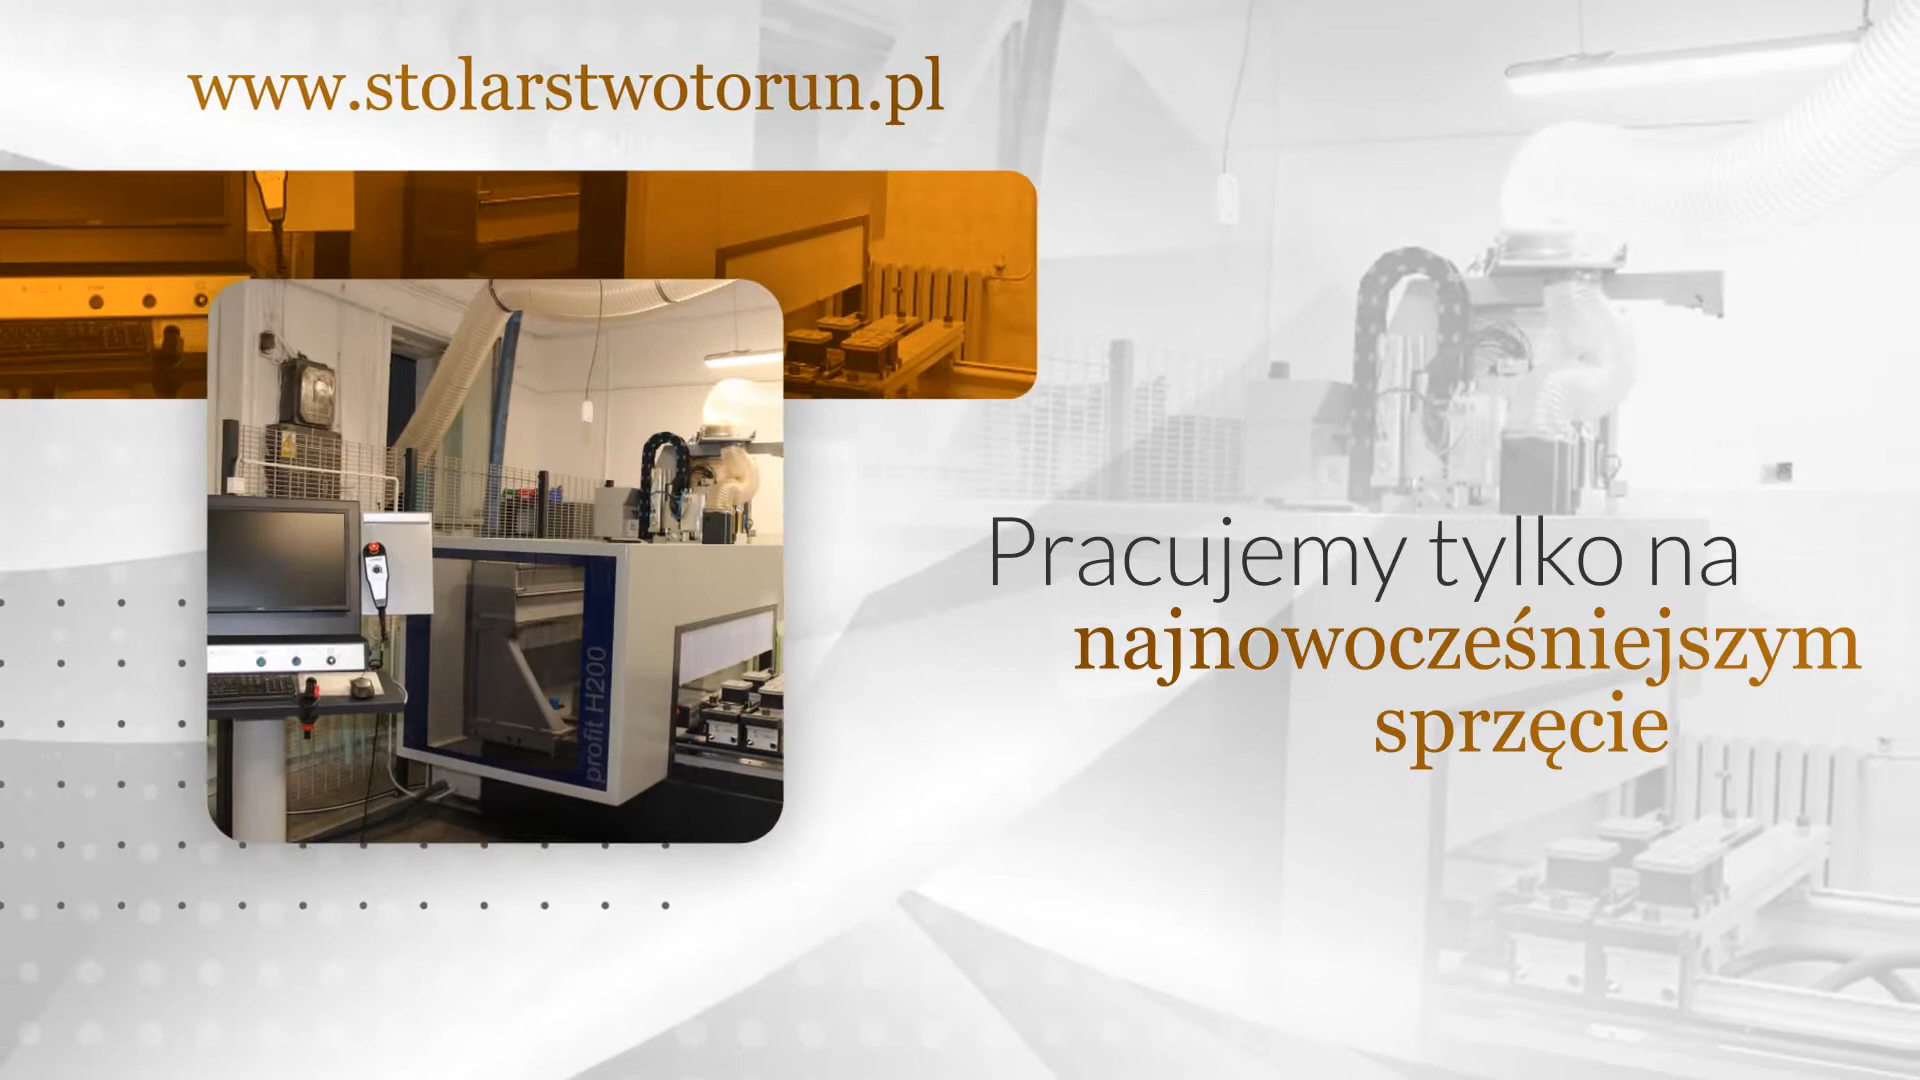 www.stolarstwotorun.pl
profit H200
Pracujemy tylko na
najnowocześniejszym
sprzęcie